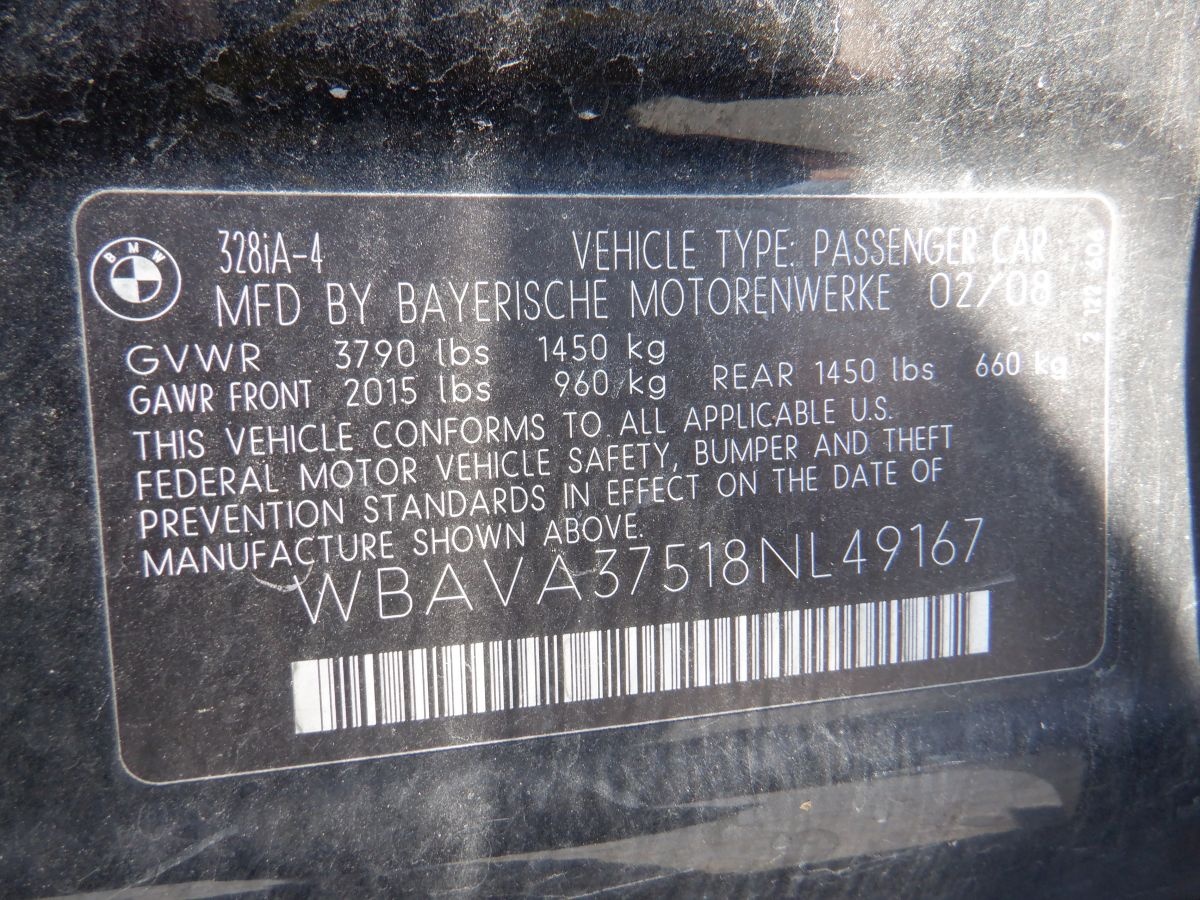 BMW
328iA-4 VEHICLE TYPE: PASSENGER CAR
MFD BY BAYERISCHE MOTORENWERKE 02/08
GVWR 3790 lbs 1450 kg
GAWR FRONT 2015 lbs 960 kg REAR 1450 lbs 660 kg
THIS VEHICLE CONFORMS TO ALL APPLICABLE U.S.
FEDERAL MOTOR VEHICLE SAFETY, BUMPER AND THEFT
PREVENTION STANDARDS IN EFFECT ON THE DATE OF
MANUFACTURE SHOWN ABOVE.
WBAVA37518NL49167